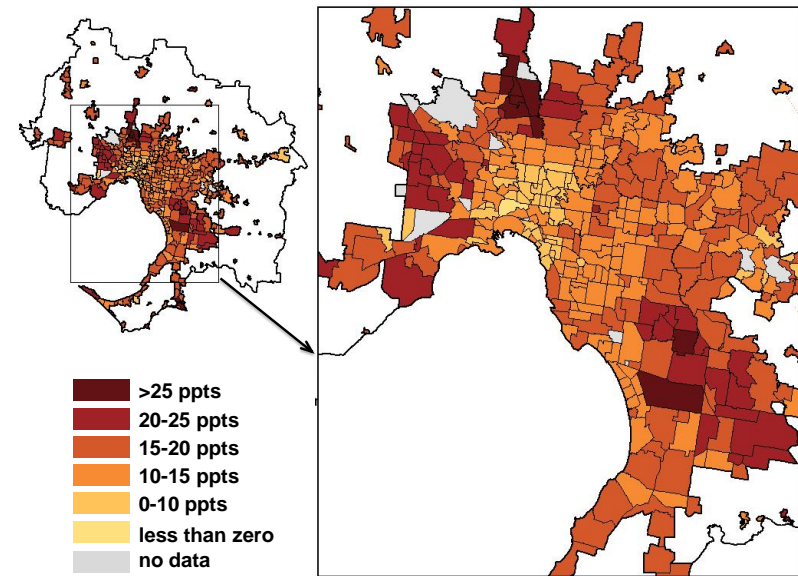 >25 ppts
20-25 ppts
15-20 ppts
10-15 ppts
0-10 ppts
less than zero
no data